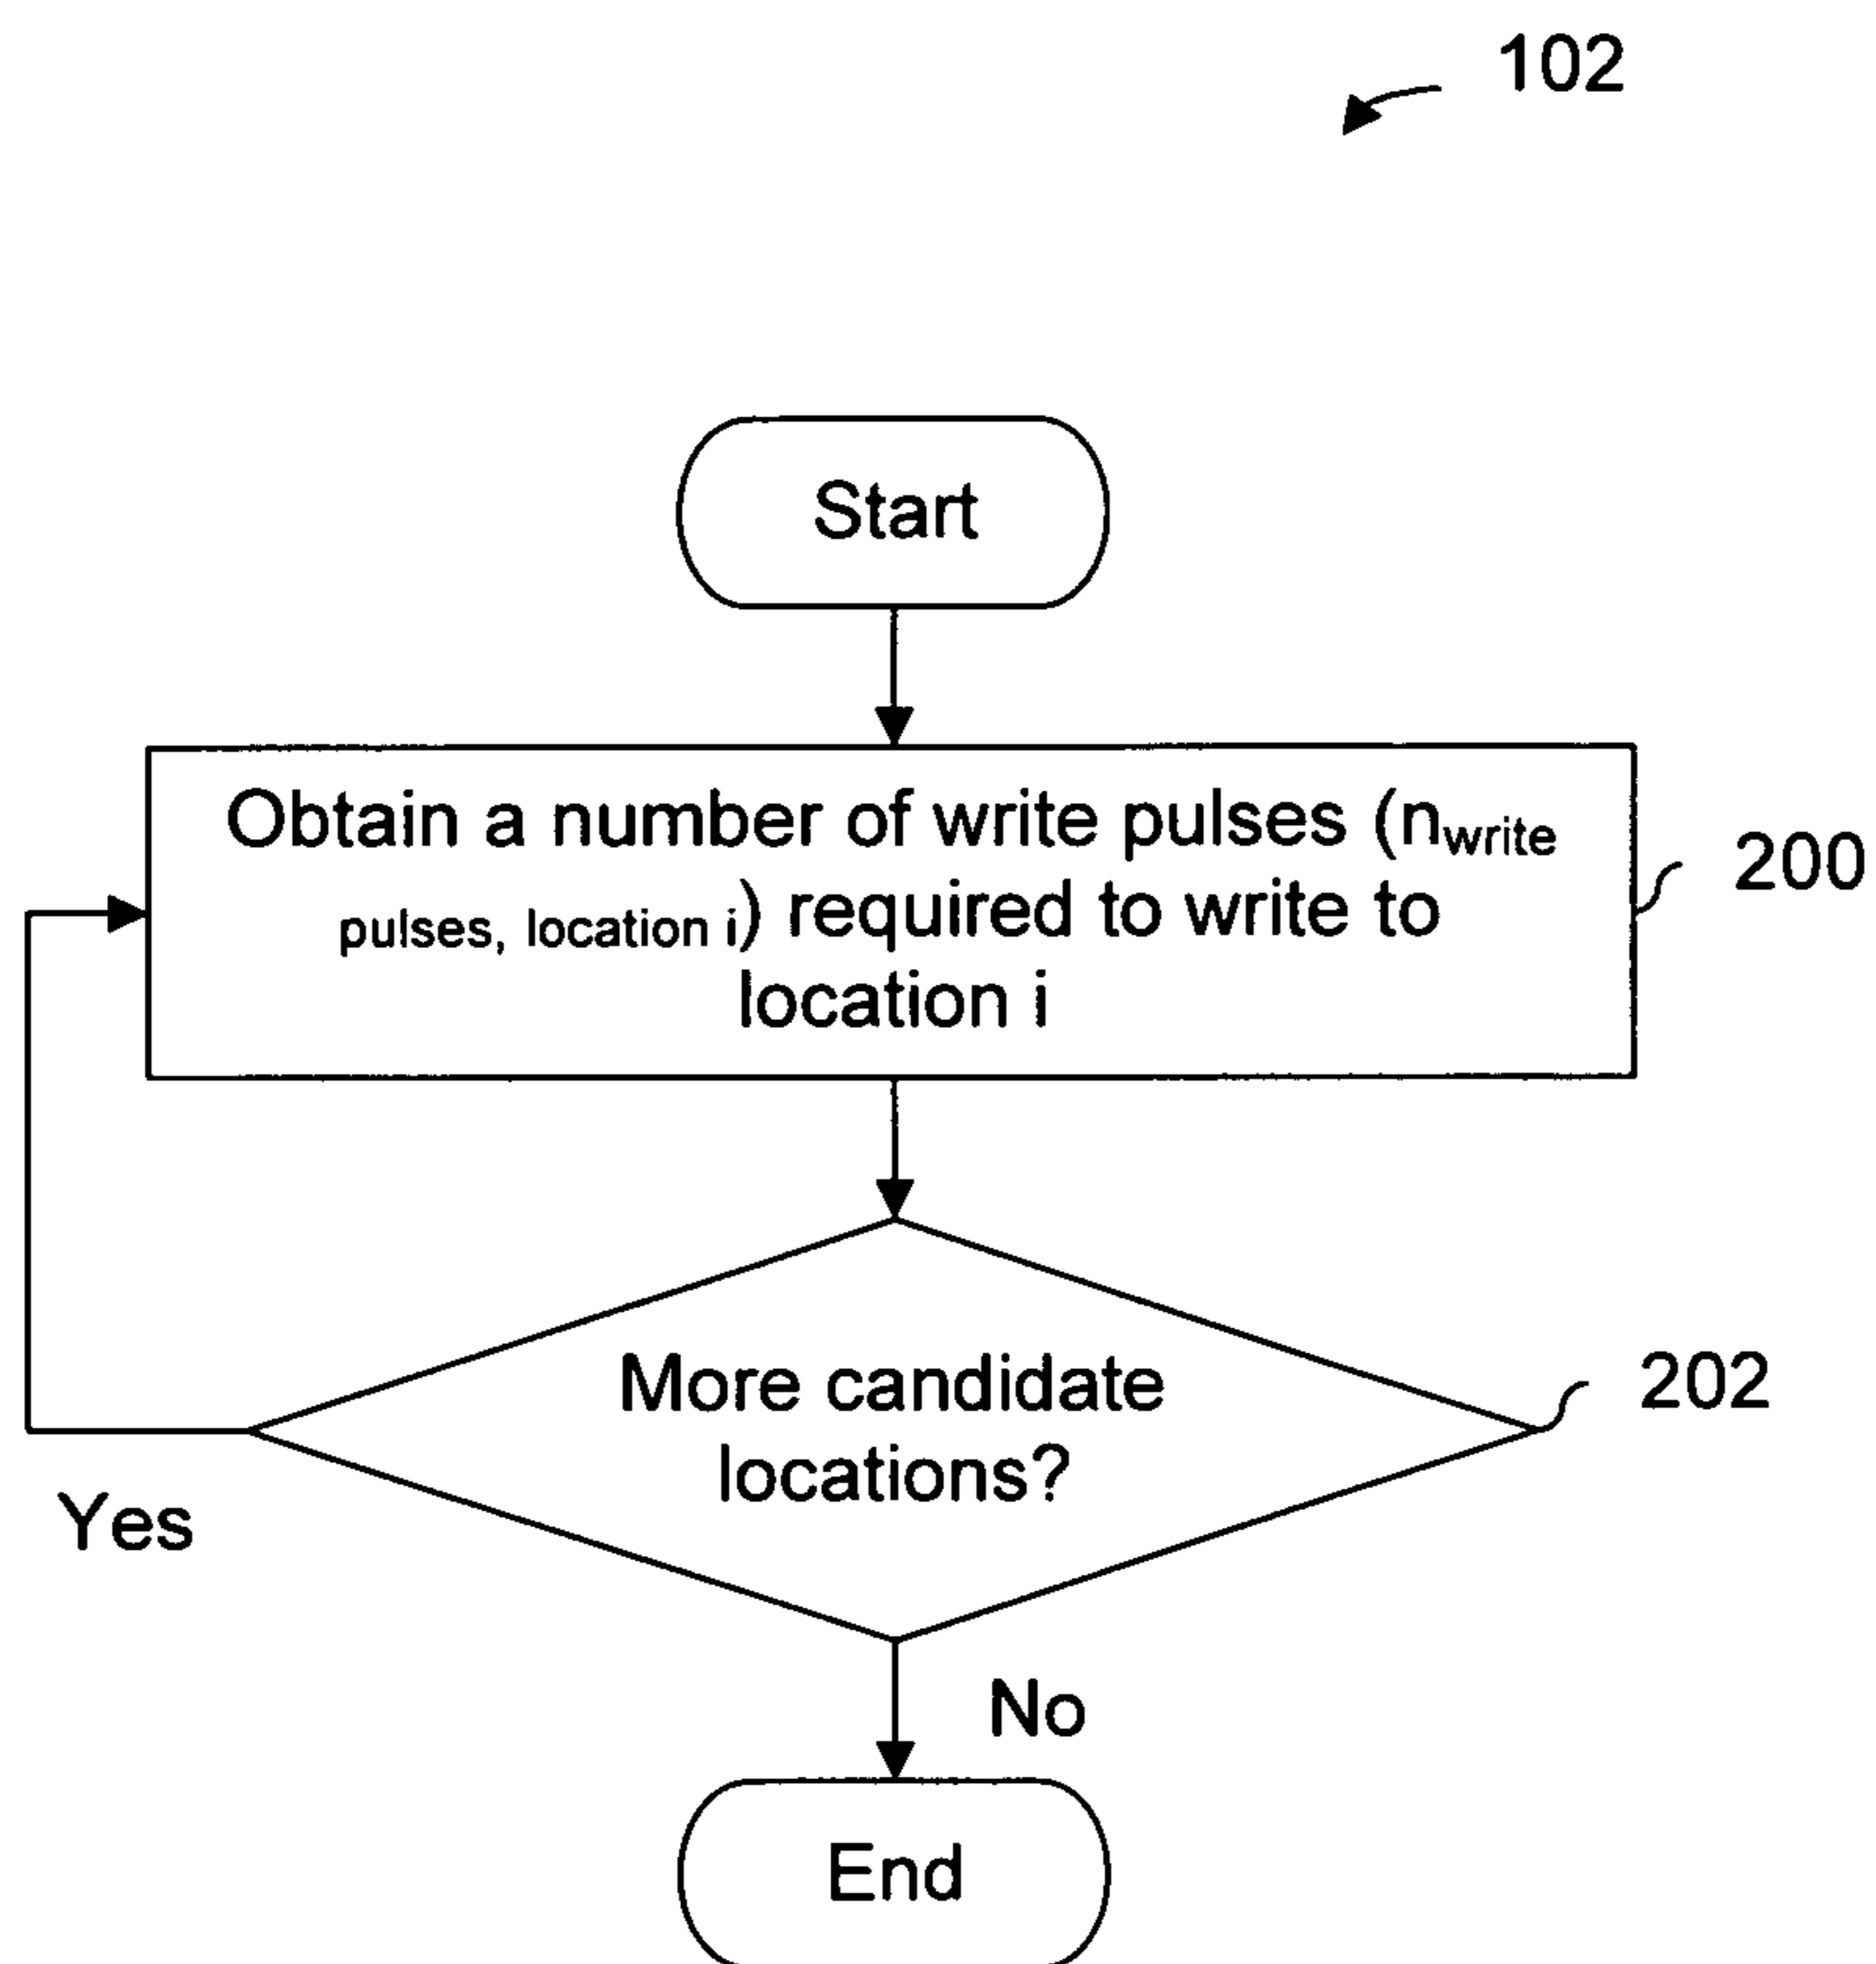 102
Start
Obtain a number of write pulses (nwrite
pulses, location i) required to write to
location i
200
More candidate
locations?
202
Yes
No
End